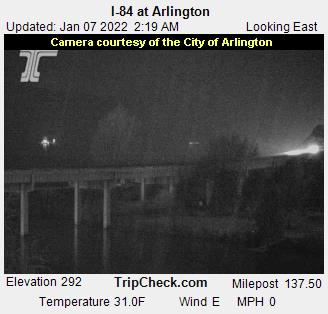 I-84 at Arlington
Updated: Jan 07 2022 2:19 AM Looking East
Camera courtesy of the City of Arlington
Elevation 292 TripCheck.com Milepost 137.50
Temperature 31.0F Wind E MPH 0